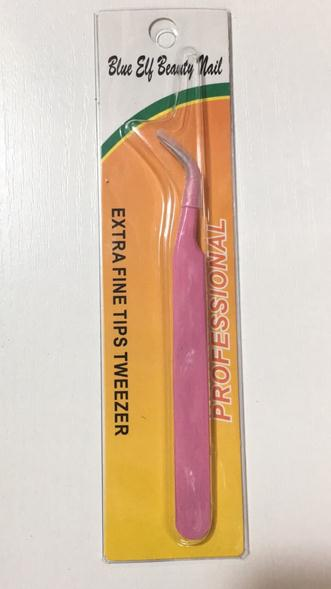 Blue Elf Beauty Nail
EXTRA FINE TIPS TWEEZER
PROFESSIONAL